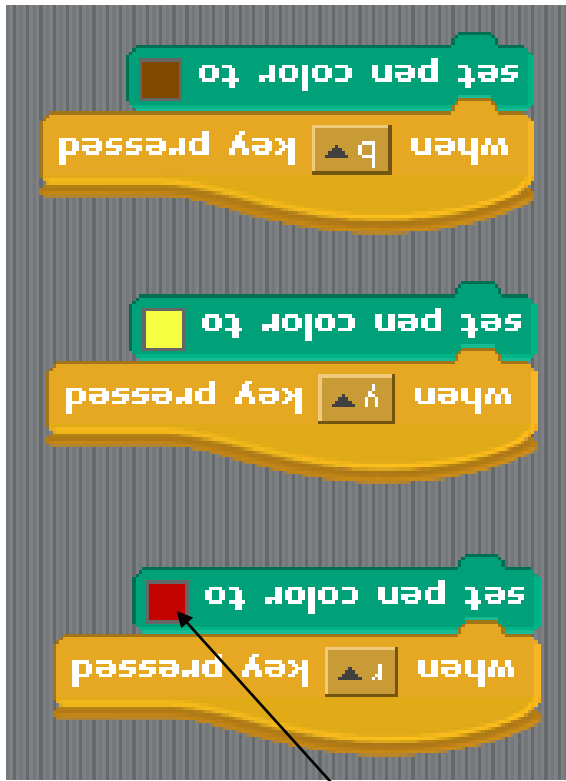 when r key pressed
set pen color to
when y key pressed
set pen color to
when b key pressed
set pen color to